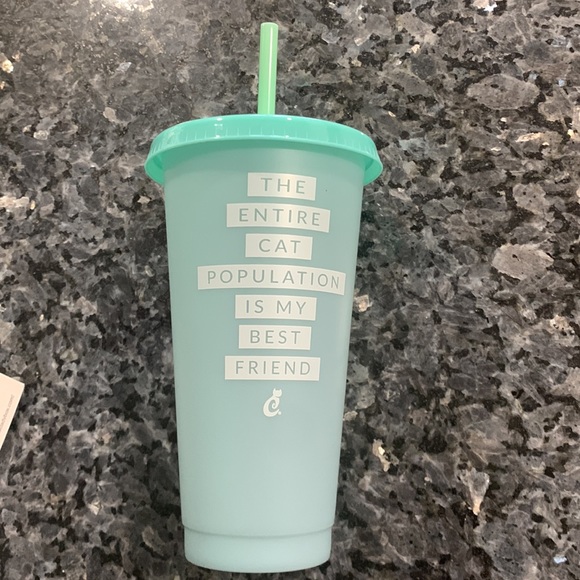 THE
ENTIRE
CAT
POPULATION
IS MY
BEST
FRIEND